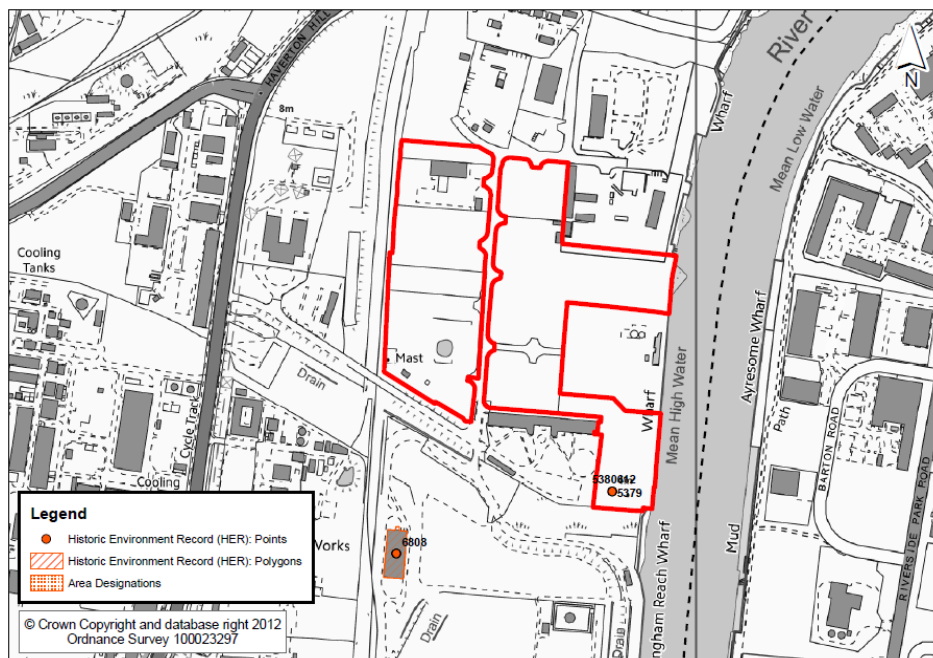 River
N
HAVERTON HILL
8m
Wharf
Mean Low Water
Cooling
Tanks
Mast
Drain
Wharf
Mean High Water
Ayresome Wharf
Path
BARTON ROAD
RIVERSIDE PARK ROAD
Cycle Track
Cooling
5379
6808
Works
Mud
ingham Reach Wharf
Drain
Drain
Legend
Historic Environment Record (HER): Points
Historic Environment Record (HER): Polygons
Area Designations
© Crown Copyright and database right 2012
Ordnance Survey 100023297